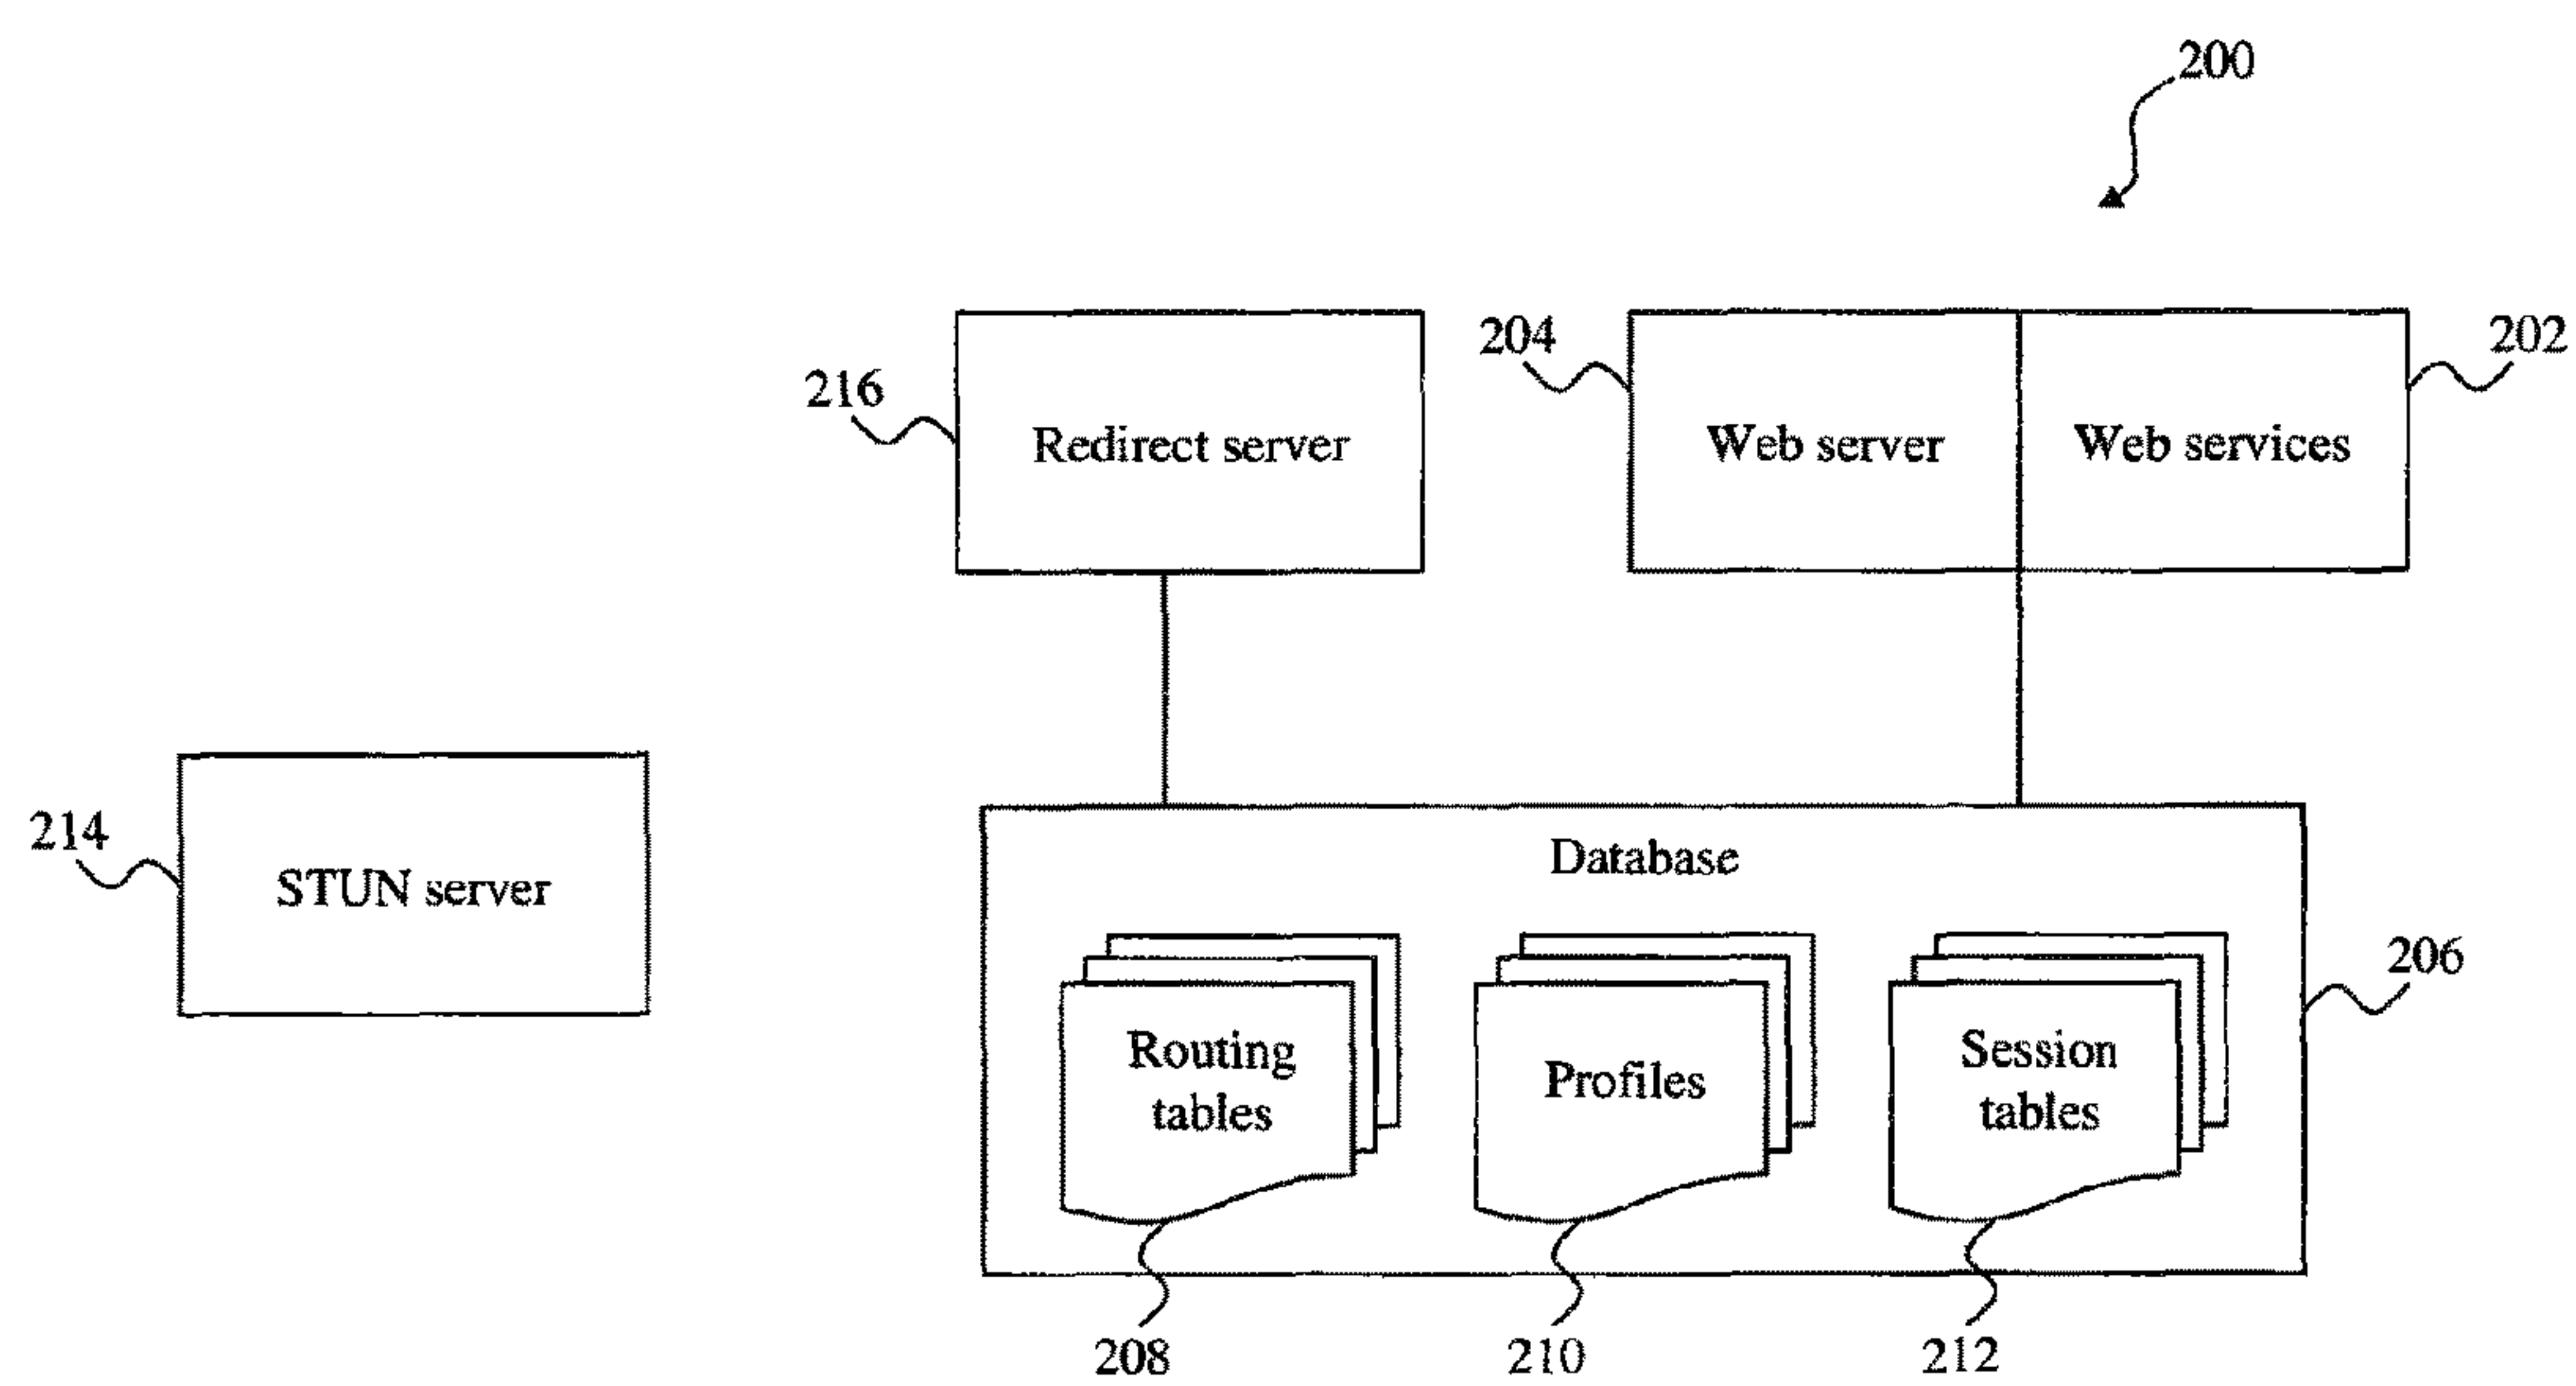 200
204
202
216
Redirect server
Web server
Web services
214
STUN server
Database
206
Routing
tables
Profiles
Session
tables
208
210
212